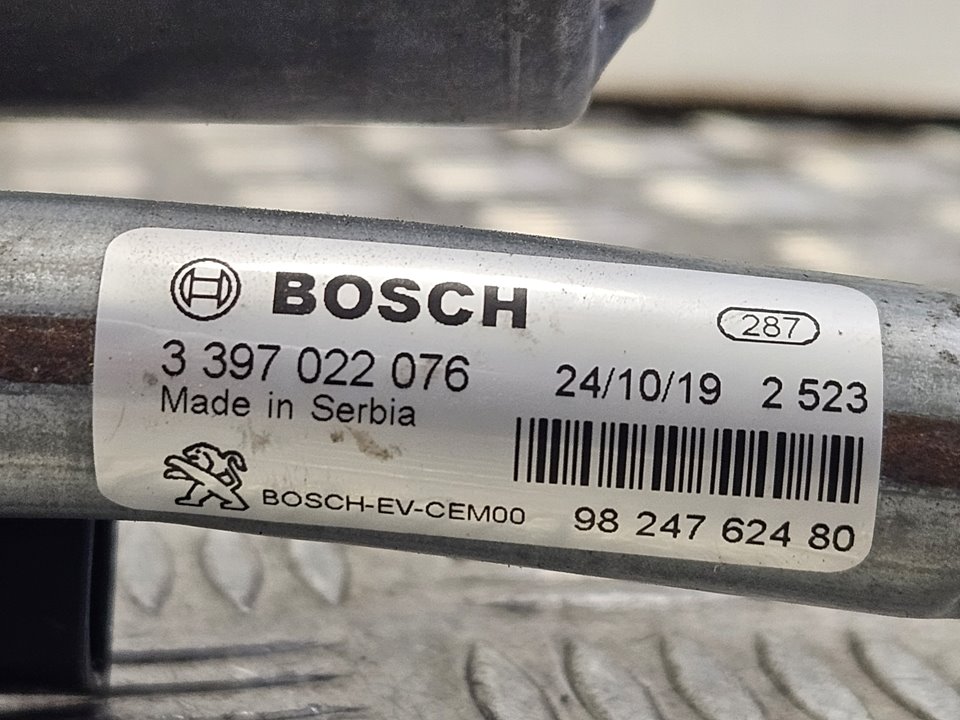 BOSCH
287
3 397 022 076
24/10/19 2 523
Made in Serbia
BOSCH-EV-CEM00
98 247 624 80